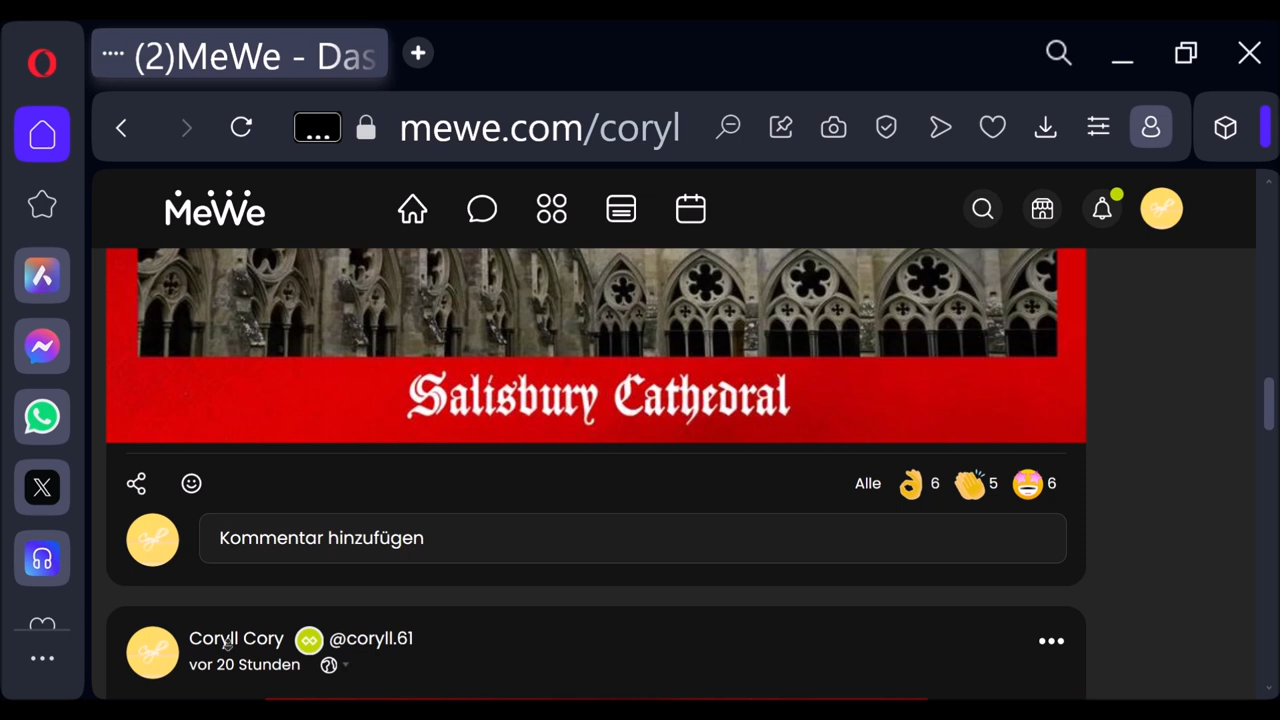 (2)MeWe - Das
mewe.com/coryl
MeWe
Salisbury Cathedral
Alle 6 5 6
Kommentar hinzufügen
Coryll Cory @coryll.61
vor 20 Stunden